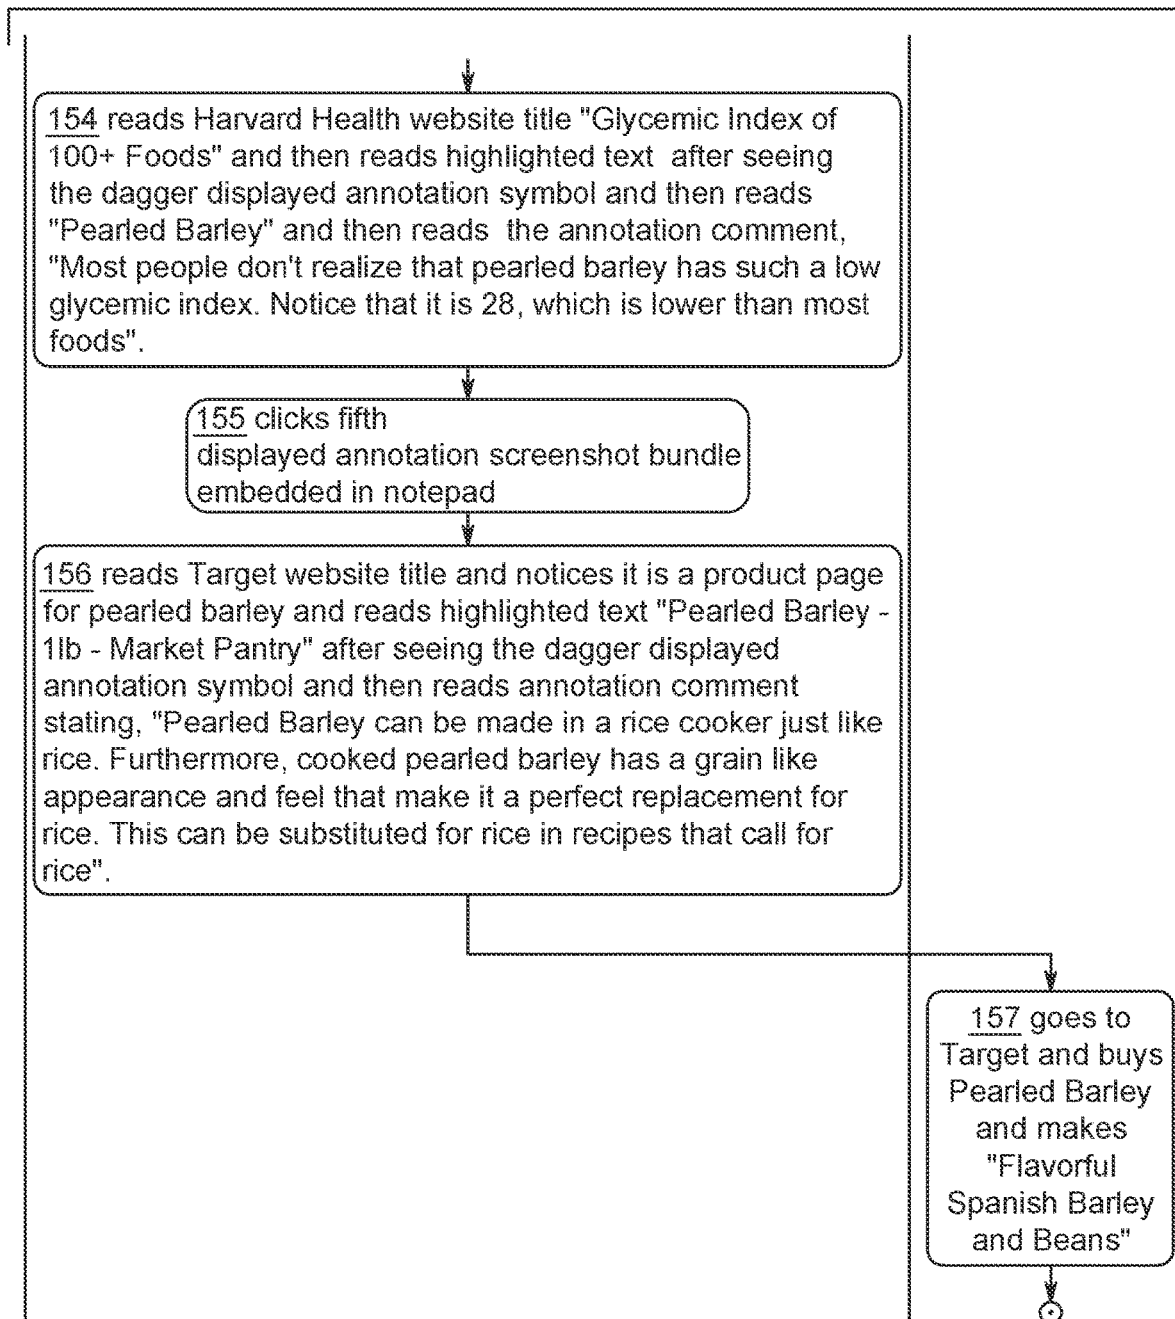 154 reads Harvard Health website title "Glycemic Index of
100+ Foods" and then reads highlighted text after seeing
the dagger displayed annotation symbol and then reads
"Pearled Barley" and then reads the annotation comment,
"Most people don't realize that pearled barley has such a low
glycemic index. Notice that it is 28, which is lower than most
foods".
155 clicks fifth
displayed annotation screenshot bundle
embedded in notepad
156 reads Target website title and notices it is a product page
for pearled barley and reads highlighted text "Pearled Barley -
1lb - Market Pantry" after seeing the dagger displayed
annotation symbol and then reads annotation comment
stating, "Pearled Barley can be made in a rice cooker just like
rice. Furthermore, cooked pearled barley has a grain like
appearance and feel that make it a perfect replacement for
rice. This can be substituted for rice in recipes that call for
rice".
157 goes to
Target and buys
Pearled Barley
and makes
"Flavorful
Spanish Barley
and Beans"